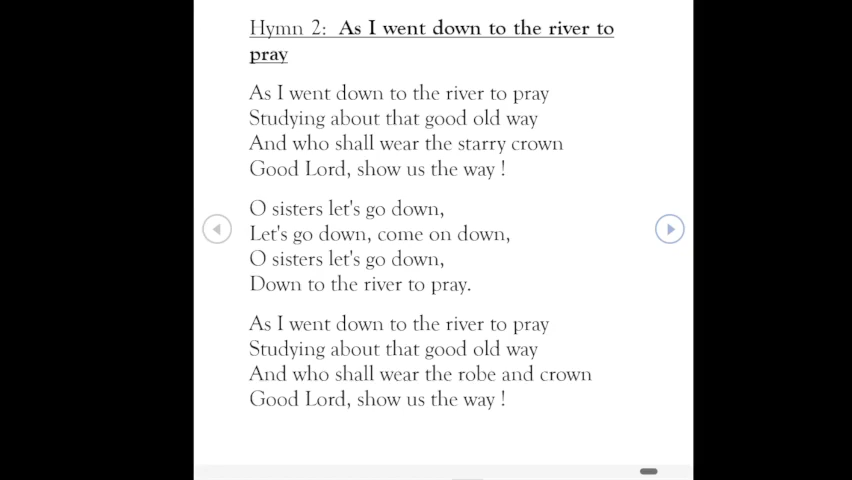 Hymn 2: As I went down to the river to
pray
As I went down to the river to pray
Studying about that good old way
And who shall wear the starry crown
Good Lord, show us the way !
O sisters let's go down,
Let's go down, come on down,
O sisters let's go down,
Down to the river to pray.
As I went down to the river to pray
Studying about that good old way
And who shall wear the robe and crown
Good Lord, show us the way !